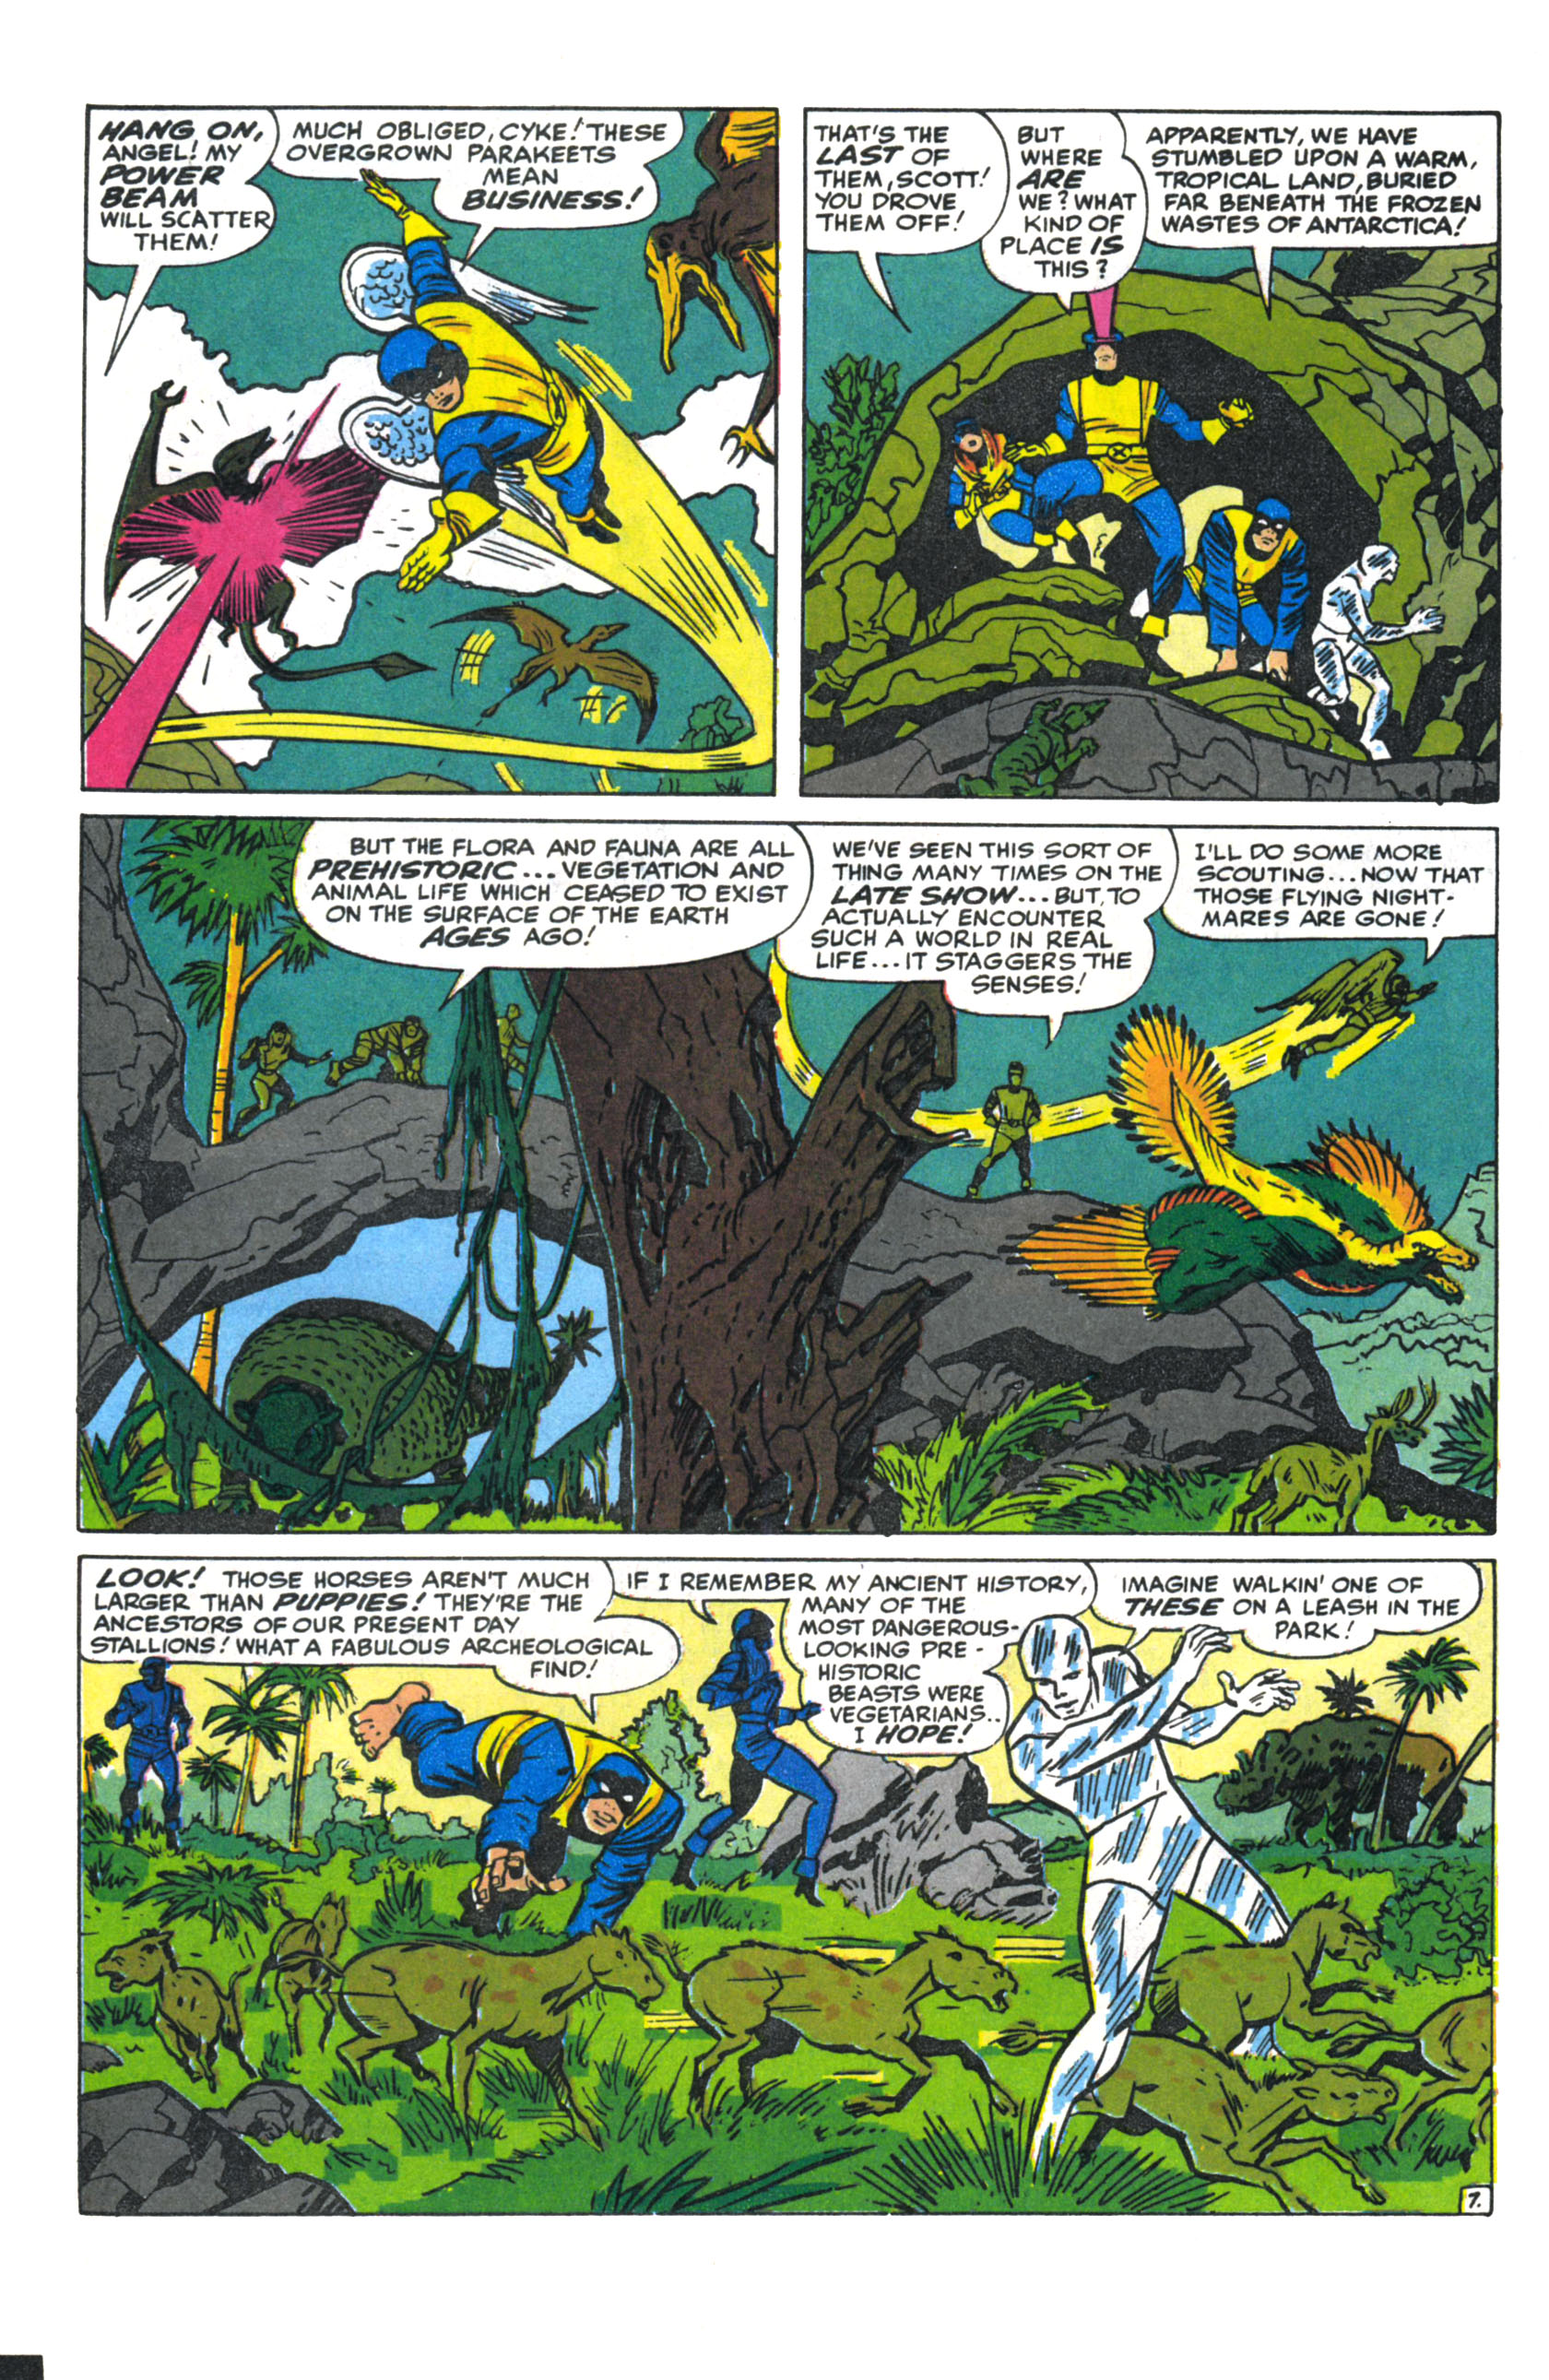 HANG ON,
ANGEL! MY
POWER
BEAM
WILL SCATTER
THEM!
MUCH OBLIGED, CYKE! THESE
OVERGROWN PARAKEETS
MEAN
BUSINESS!
THAT'S THE
LAST OF
THEM, SCOTT!
YOU DROVE
THEM OFF!
BUT
WHERE
ARE
WE? WHAT
KIND OF
PLACE IS
THIS?
APPARENTLY, WE HAVE
STUMBLED UPON A WARM,
TROPICAL LAND, BURIED
FAR BENEATH THE FROZEN
WASTES OF ANTARCTICA!
BUT THE FLORA AND FAUNA ARE ALL
PREHISTORIC... VEGETATION AND
ANIMAL LIFE WHICH CEASED TO EXIST
ON THE SURFACE OF THE EARTH
AGES AGO!
WE'VE SEEN THIS SORT OF
THING MANY TIMES ON THE
LATE SHOW... BUT, TO
ACTUALLY ENCOUNTER
SUCH A WORLD IN REAL
LIFE... IT STAGGERS THE
SENSES!
I'LL DO SOME MORE
SCOUTING... NOW THAT
THOSE FLYING NIGHT-
MARES ARE GONE!
LOOK! THOSE HORSES AREN'T MUCH
LARGER THAN PUPPIES! THEY'RE THE
ANCESTORS OF OUR PRESENT DAY
STALLIONS! WHAT A FABULOUS ARCHEOLOGICAL
FIND!
IF I REMEMBER MY ANCIENT HISTORY,
MANY OF THE
MOST DANGEROUS-
LOOKING PRE-
HISTORIC
BEASTS WERE
VEGETARIANS..
I HOPE!
IMAGINE WALKIN' ONE OF
THESE ON A LEASH IN THE
PARK!
7.